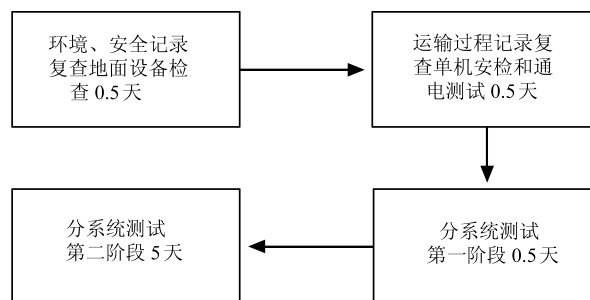 环境、安全记录
复查地面设备检
查 0.5 天
运输过程记录复
查单机安检和通
电测试 0.5 天
分系统测试
第一阶段 0.5 天
分系统测试
第二阶段 5 天